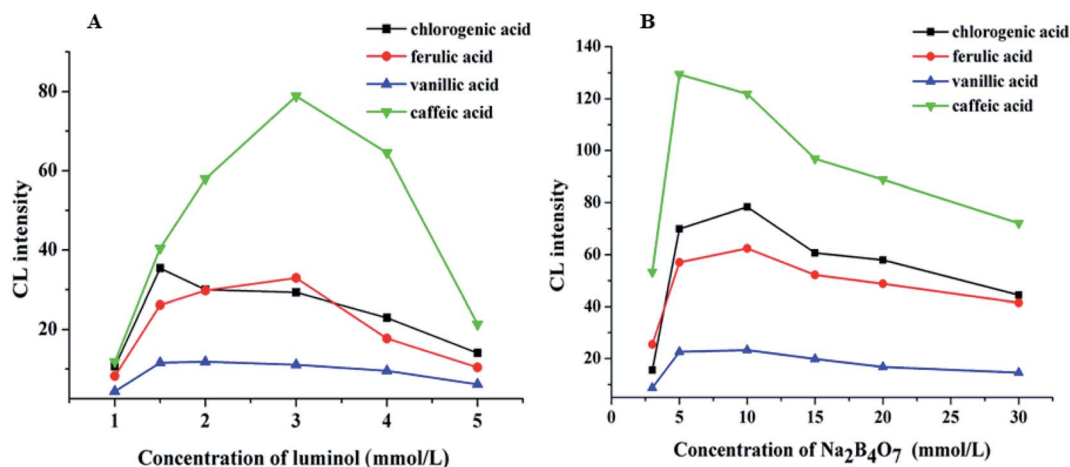 A
chlorogenic acid
ferulic acid
vanillic acid
caffeic acid
80
60
40
20
CL intensity
1 2 3 4 5
Concentration of luminol (mmol/L)
B
chlorogenic acid
ferulic acid
vanillic acid
caffeic acid
140
120
100
80
60
40
20
CL intensity
0 5 10 15 20 25 30
Concentration of Na₂B₄O₇ (mmol/L)